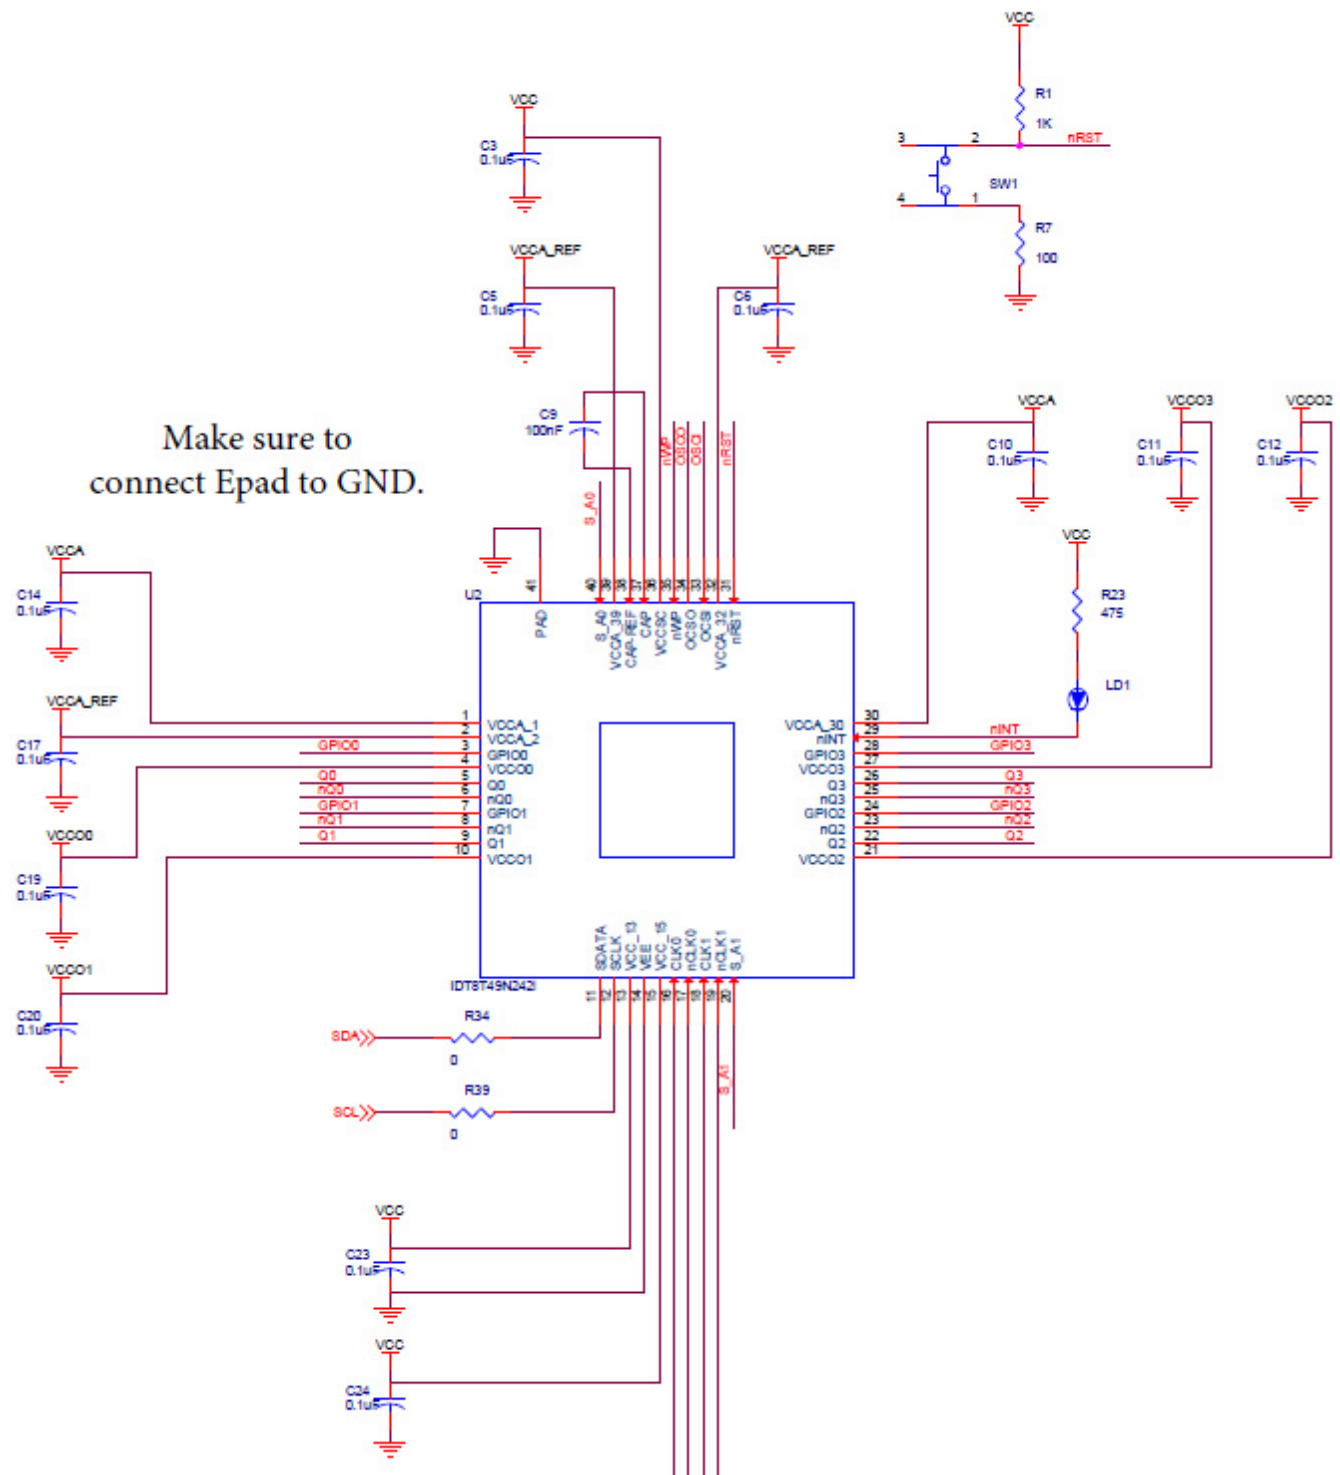 VCC
R1
1K
3
2
nRST
SW1
4
1
R7
100
VCC
C3
0.1uF
VCCA_REF
C5
0.1uF
VCCA_REF
C6
0.1uF
C9
100nF
S_A0
nWP
OSCO
OSCI
nRST
Make sure to
connect Epad to GND.
VCCA
C10
0.1uF
VCCO3
C11
0.1uF
VCCO2
C12
0.1uF
VCC
R23
475
LD1
VCCA
C14
0.1uF
VCCA_REF
C17
0.1uF
VCCO0
C19
0.1uF
VCCO1
C20
0.1uF
U2
41
40
39
38
37
36
35
34
33
32
31
PAD
S_A0
VCCA_39
CAP-REF
CAP
VCCSC
nWP
OCSO
OCSI
VCCA_32
nRST
1
VCCA_1
2
VCCA_2
GPIO0
3
GPIO0
4
VCCO0
Q0
5
Q0
nQ0
6
nQ0
GPIO1
7
GPIO1
nQ1
8
nQ1
Q1
9
Q1
10
VCCO1
VCCA_30
30
nINT
29
nINT
GPIO3
28
GPIO3
VCCO3
27
Q3
26
Q3
nQ3
25
nQ3
GPIO2
24
GPIO2
nQ2
23
nQ2
Q2
22
Q2
VCCO2
21
SDATA
SCLK
VCC_13
VEE
VCC_15
CLK0
nCLK0
CLK1
nCLK1
S_A1
IDT8T49N242I
11
12
13
14
15
16
17
18
19
20
SDA
R34
0
SCL
R39
0
S_A1
VCC
C23
0.1uF
VCC
C24
0.1uF